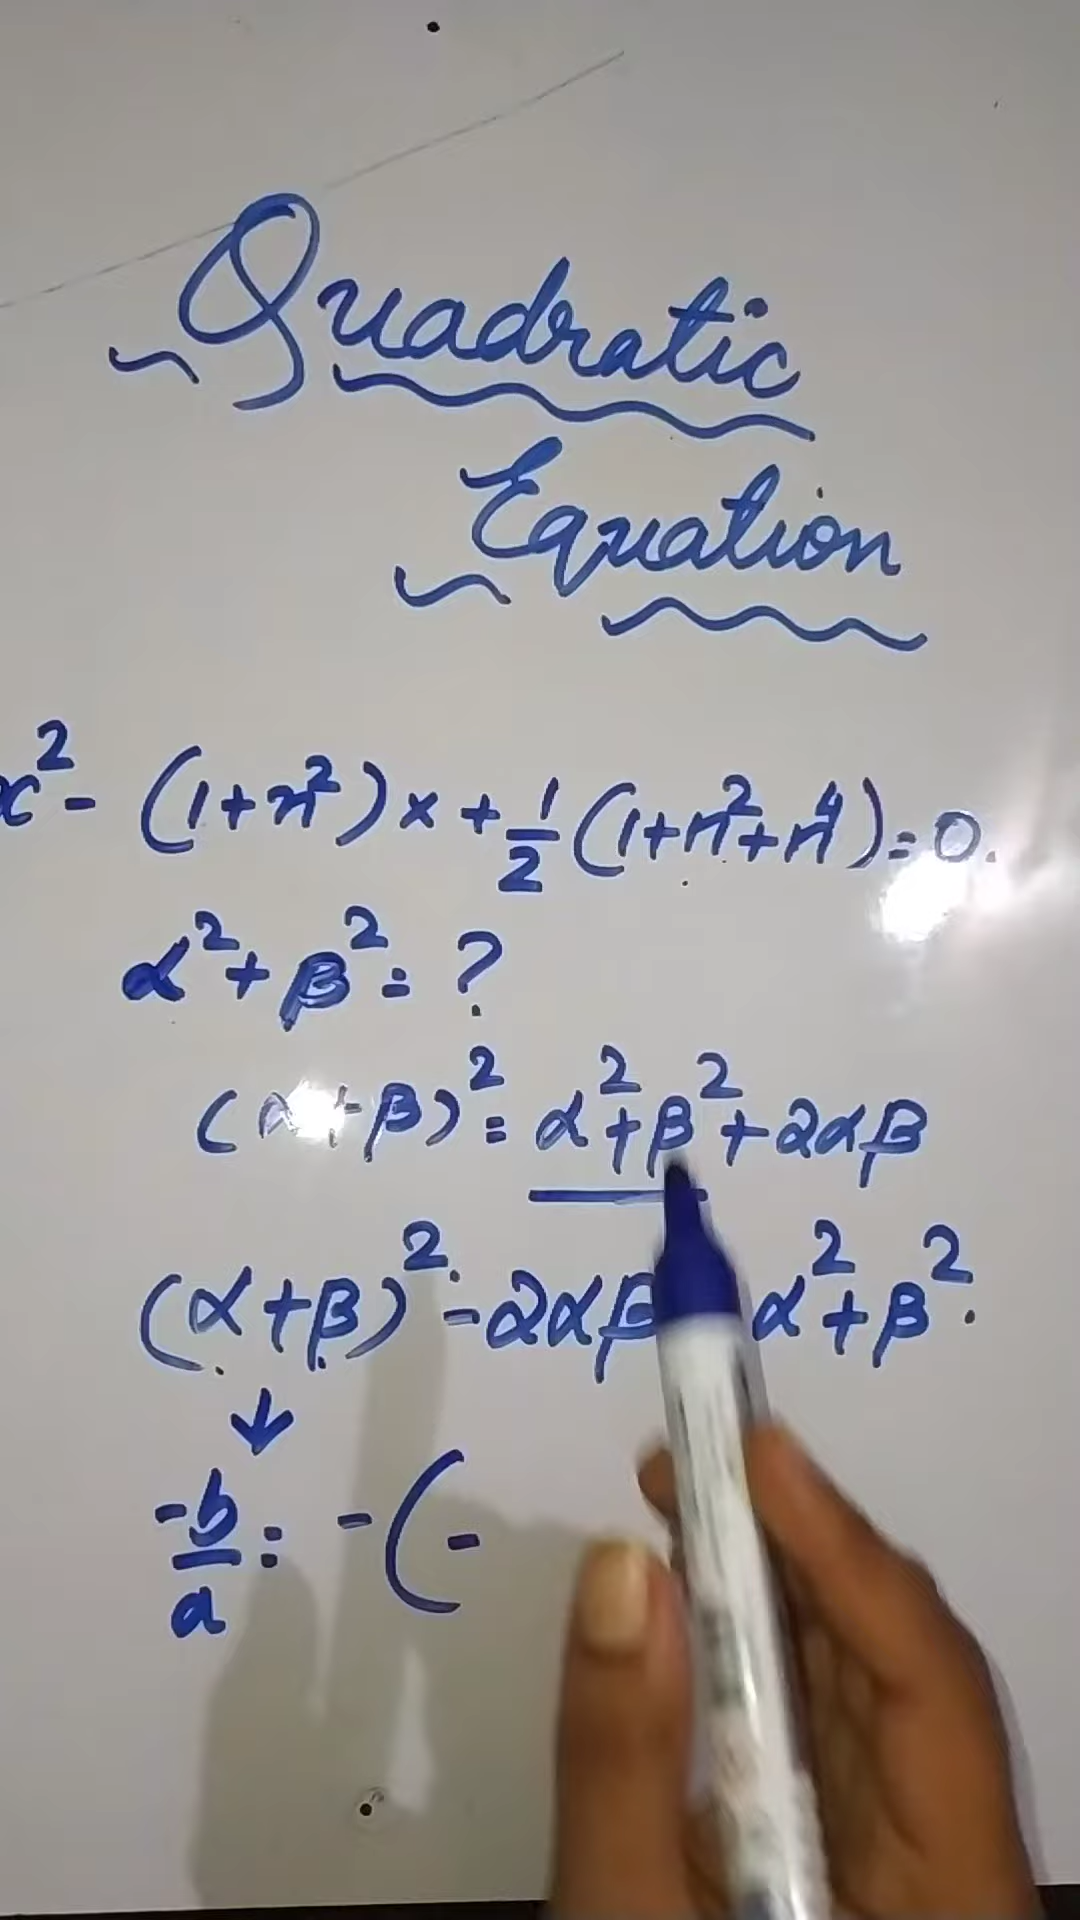 Quadratic
Equation
x² - (1+n²)x + 1/2 (1+n²+n⁴) = 0.
α² + β² = ?
(α+β)² = α²+β²+2αβ
(α+β)² - 2αβ α²+β².
↓
-b/a = -(-